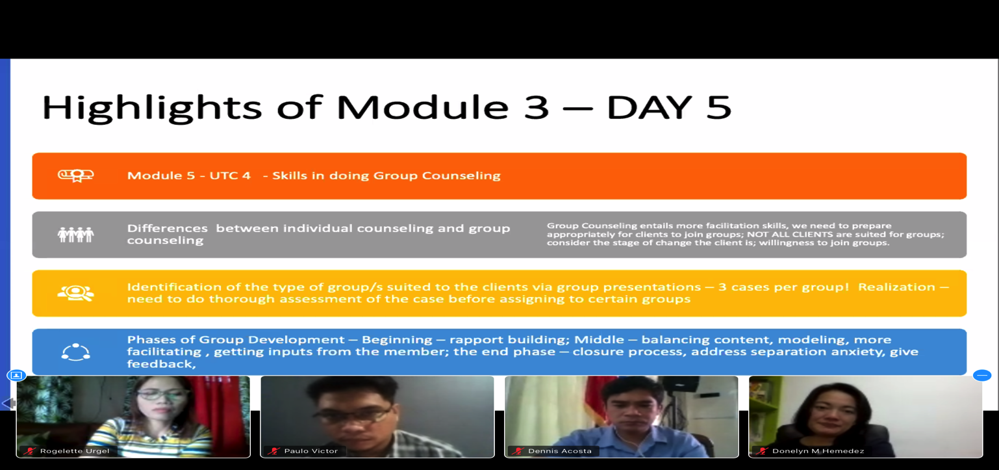 Highlights of Module 3 – DAY 5
Module 5 - UTC 4 - Skills in doing Group Counseling
Differences between individual counseling and group
counseling
Group Counseling entails more facilitation skills, we need to prepare
appropriately for clients to join groups; NOT ALL CLIENTS are suited for groups;
consider the stage of change the client is; willingness to join groups.
Identification of the type of group/s suited to the clients via group presentations – 3 cases per group! Realization –
need to do thorough assessment of the case before assigning to certain groups
Phases of Group Development – Beginning – rapport building; Middle – balancing content, modeling, more
facilitating , getting inputs from the member; the end phase – closure process, address separation anxiety, give
feedback,
Rogelette Urgel
Paulo Victor
Dennis Acosta
Donelyn M Hemedez